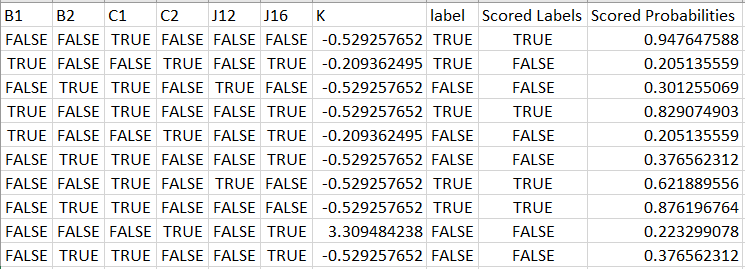 B1 B2 C1 C2 J12 J16 K label Scored Labels Scored Probabilities
FALSE FALSE TRUE FALSE FALSE FALSE -0.529257652 TRUE TRUE 0.947647588
TRUE FALSE FALSE TRUE FALSE TRUE -0.209362495 TRUE FALSE 0.205135559
FALSE TRUE TRUE FALSE TRUE FALSE -0.529257652 FALSE FALSE 0.301255069
TRUE FALSE TRUE FALSE FALSE TRUE -0.529257652 TRUE TRUE 0.829074903
TRUE FALSE FALSE TRUE FALSE TRUE -0.209362495 FALSE FALSE 0.205135559
FALSE TRUE TRUE FALSE FALSE TRUE -0.529257652 FALSE FALSE 0.376562312
FALSE FALSE TRUE FALSE TRUE FALSE -0.529257652 TRUE TRUE 0.621889556
FALSE TRUE TRUE FALSE FALSE FALSE -0.529257652 TRUE TRUE 0.876196764
FALSE FALSE FALSE TRUE FALSE TRUE 3.309484238 FALSE FALSE 0.223299078
FALSE TRUE TRUE FALSE FALSE TRUE -0.529257652 FALSE FALSE 0.376562312